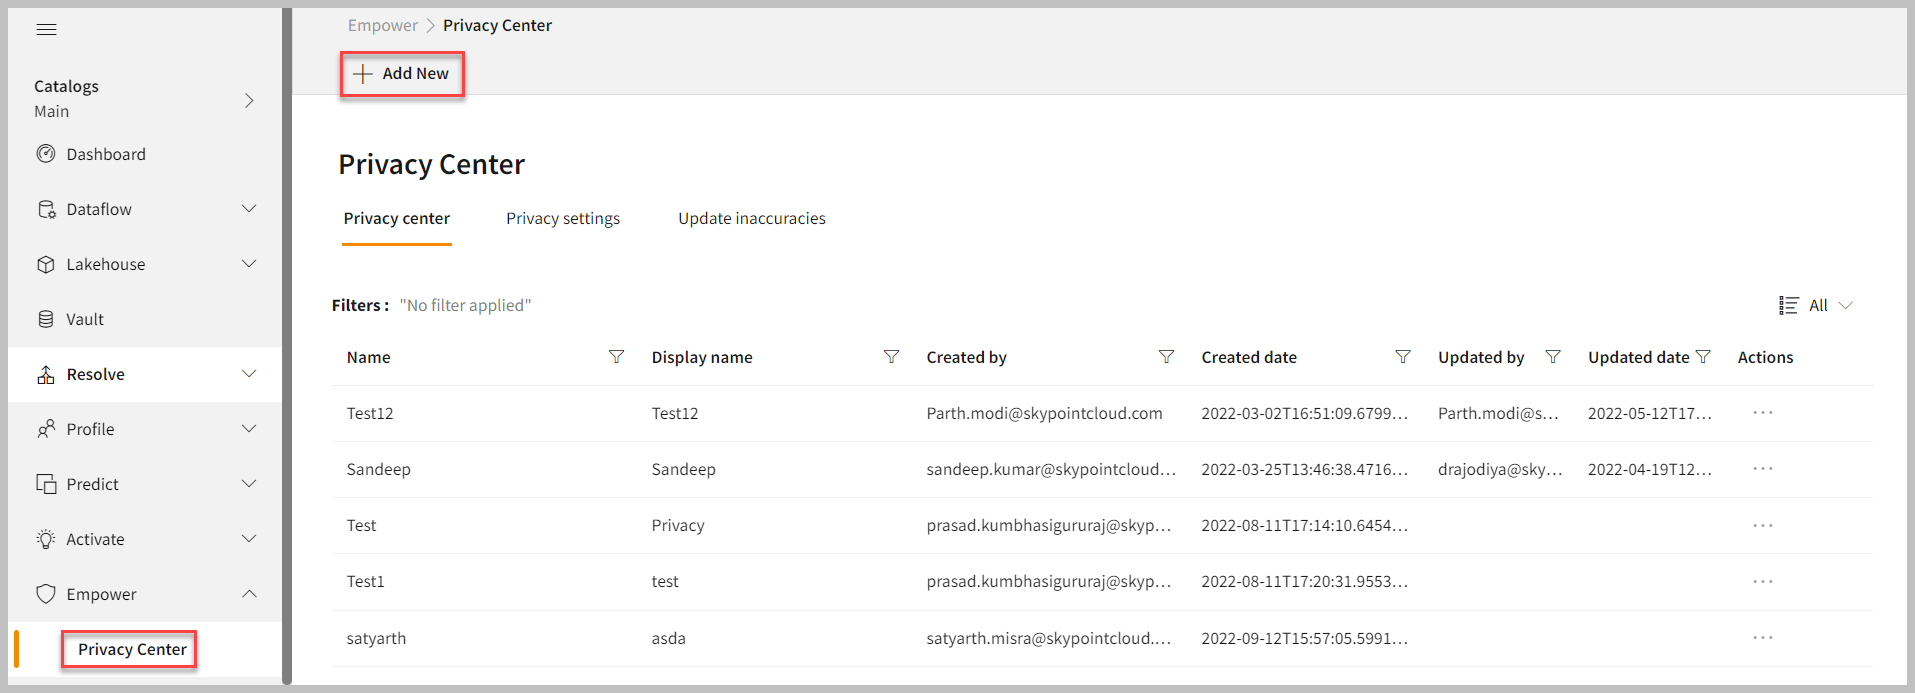 Catalogs
Main
Dashboard
Dataflow
Lakehouse
Vault
Resolve
Profile
Predict
Activate
Empower
Privacy Center
Empower > Privacy Center
Add New
Privacy Center
Privacy center Privacy settings Update inaccuracies
Filters : "No filter applied" All
Name Display name Created by Created date Updated by Updated date Actions
Test12 Test12 Parth.modi@skypointcloud.com 2022-03-02T16:51:09.6799... Parth.modi@s... 2022-05-12T17... ...
Sandeep Sandeep sandeep.kumar@skypointcloud... 2022-03-25T13:46:38.4716... drajodiya@sky... 2022-04-19T12... ...
Test Privacy prasad.kumbhasigururaj@skyp... 2022-08-11T17:14:10.6454... ...
Test1 test prasad.kumbhasigururaj@skyp... 2022-08-11T17:20:31.9553... ...
satyarth asda satyarth.misra@skypointcloud.... 2022-09-12T15:57:05.5991... ...